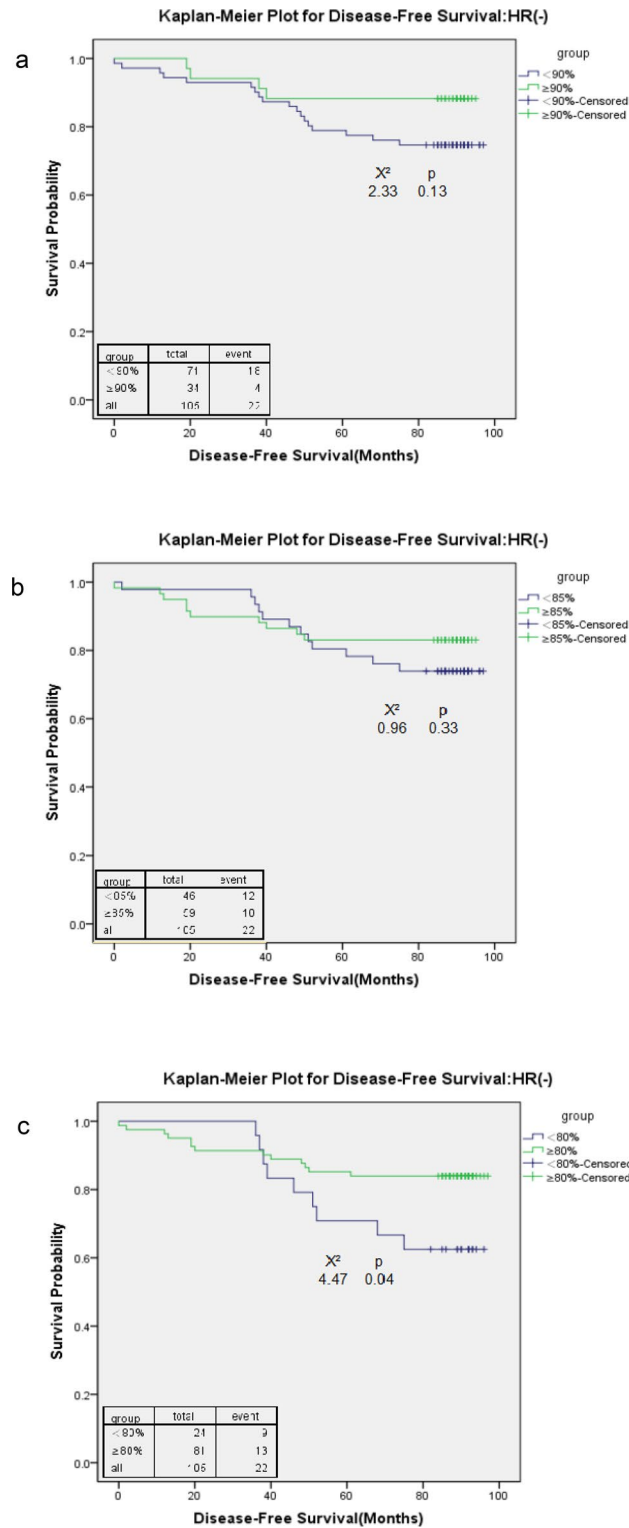 Kaplan-Meier Plot for Disease-Free Survival:HR(-)
a
group
<90%
≥90%
<90%-Censored
≥90%-Censored
1.0
0.8
0.6
0.4
0.2
0.0
Survival Probability
X² p
2.33 0.13
group total event
<90% 71 18
≥90% 34 4
all 105 22
0 20 40 60 80 100
Disease-Free Survival(Months)
Kaplan-Meier Plot for Disease-Free Survival:HR(-)
b
group
<85%
≥85%
<85%-Censored
≥85%-Censored
1.0
0.8
0.6
0.4
0.2
0.0
Survival Probability
X² p
0.96 0.33
group total event
<85% 46 12
≥85% 59 10
al 105 22
0 20 40 60 80 100
Disease-Free Survival(Months)
Kaplan-Meier Plot for Disease-Free Survival:HR(-)
c
group
<80%
≥80%
<80%-Censored
≥80%-Censored
1.0
0.8
0.6
0.4
0.2
0.0
Survival Probability
X² p
4.47 0.04
group total event
<80% 24 9
≥80% 81 13
all 105 22
0 20 40 60 80 100
Disease-Free Survival(Months)